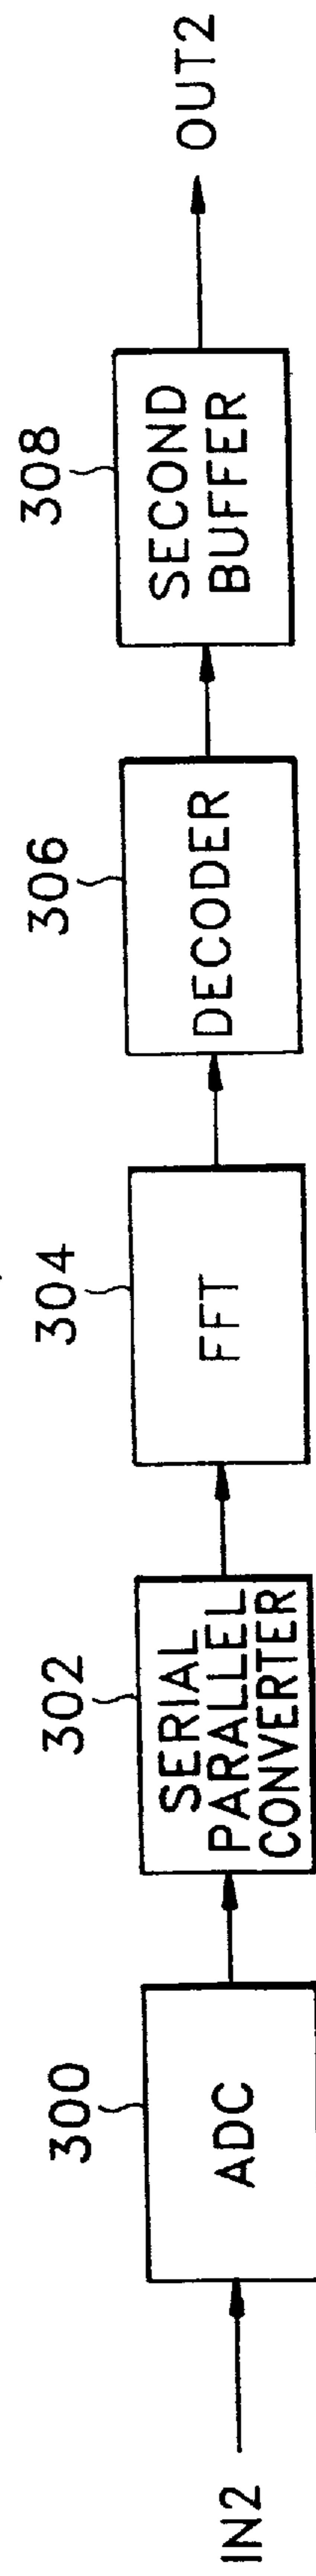 IN2
300
ADC
302
SERIAL
PARALLEL
CONVERTER
304
FFT
306
DECODER
308
SECOND
BUFFER
OUT2